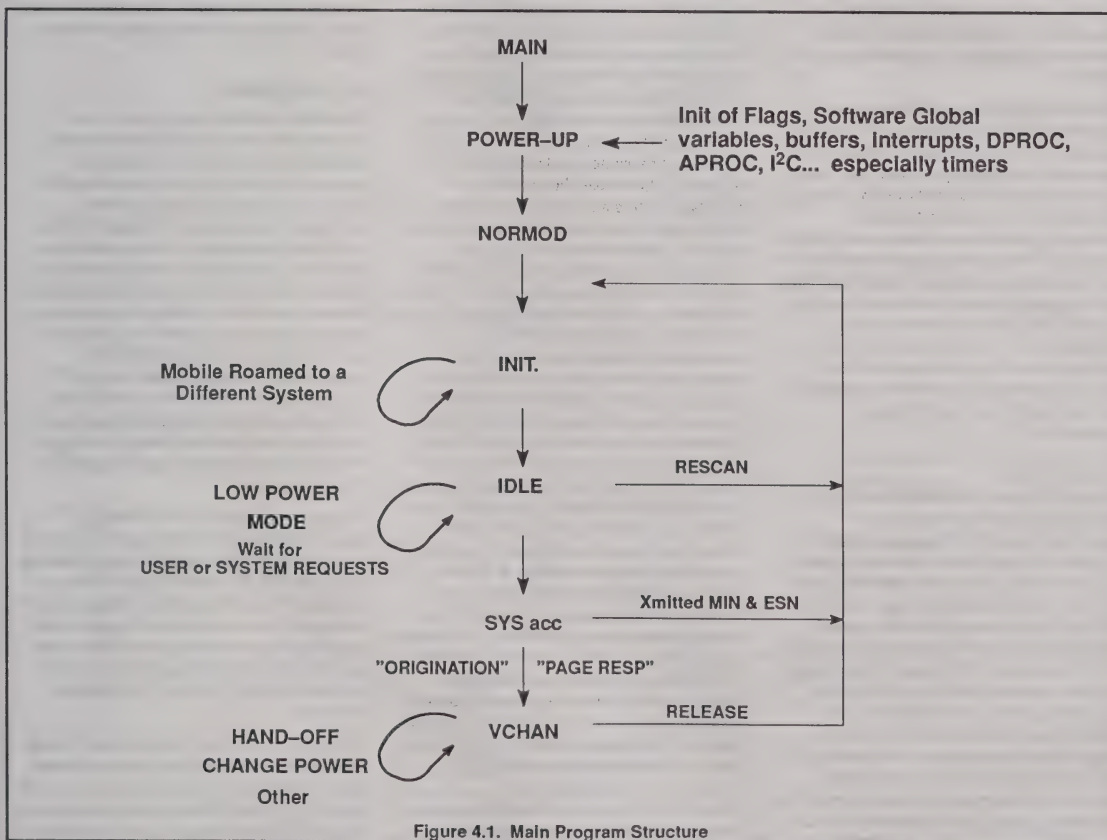 MAIN
POWER–UP
Init of Flags, Software Global
variables, buffers, interrupts, DPROC,
APROC, I²C... especially timers
NORMOD
INIT.
Mobile Roamed to a
Different System
IDLE
RESCAN
LOW POWER
MODE
Wait for
USER or SYSTEM REQUESTS
SYS acc
Xmitted MIN & ESN
"ORIGINATION" "PAGE RESP"
VCHAN
RELEASE
HAND–OFF
CHANGE POWER
Other
Figure 4.1. Main Program Structure